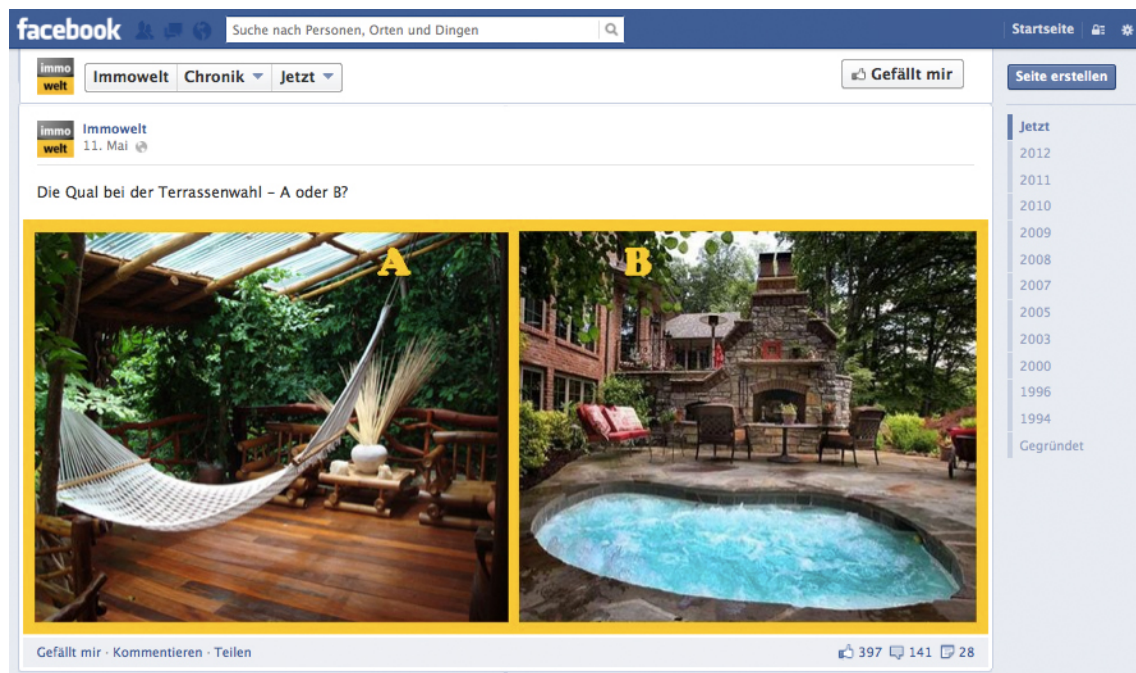 facebook
Suche nach Personen, Orten und Dingen
Startseite
immo
welt
Immowelt
Chronik
Jetzt
Gefällt mir
Seite erstellen
immo
welt
Immowelt
11. Mai
Die Qual bei der Terrassenwahl – A oder B?
A
B
Gefällt mir · Kommentieren · Teilen
397 141 28
Jetzt
2012
2011
2010
2009
2008
2007
2005
2003
2000
1996
1994
Gegründet